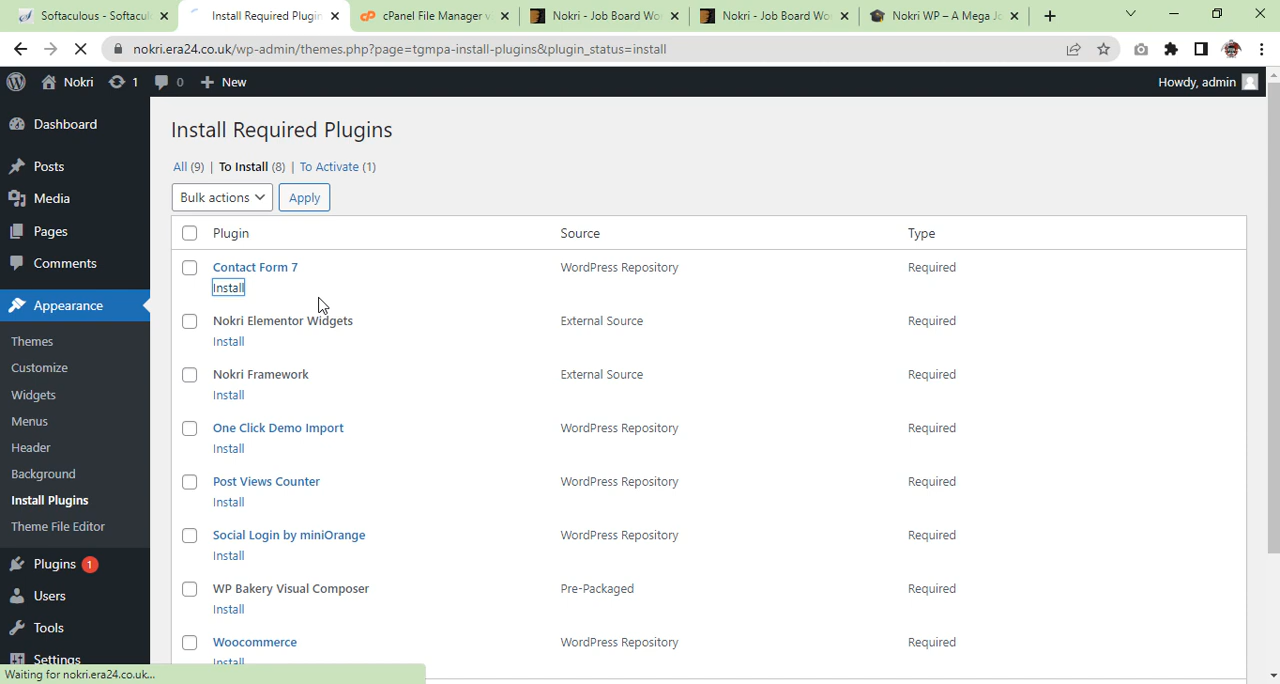 Softaculous - Softacul
Install Required Plugin
cPanel File Manager v
Nokri - Job Board Wo
Nokri - Job Board Wo
Nokri WP – A Mega Jo
nokri.era24.co.uk/wp-admin/themes.php?page=tgmpa-install-plugins&plugin_status=install
Nokri
1
0
New
Howdy, admin
Dashboard
Posts
Media
Pages
Comments
Appearance
Themes
Customize
Widgets
Menus
Header
Background
Install Plugins
Theme File Editor
Plugins 1
Users
Tools
Settings
Install Required Plugins
All (9) | To Install (8) | To Activate (1)
Bulk actions Apply
Plugin Source Type
Contact Form 7 WordPress Repository Required
Install
Nokri Elementor Widgets External Source Required
Install
Nokri Framework External Source Required
Install
One Click Demo Import WordPress Repository Required
Install
Post Views Counter WordPress Repository Required
Install
Social Login by miniOrange WordPress Repository Required
Install
WP Bakery Visual Composer Pre-Packaged Required
Install
Woocommerce WordPress Repository Required
Install
Waiting for nokri.era24.co.uk...